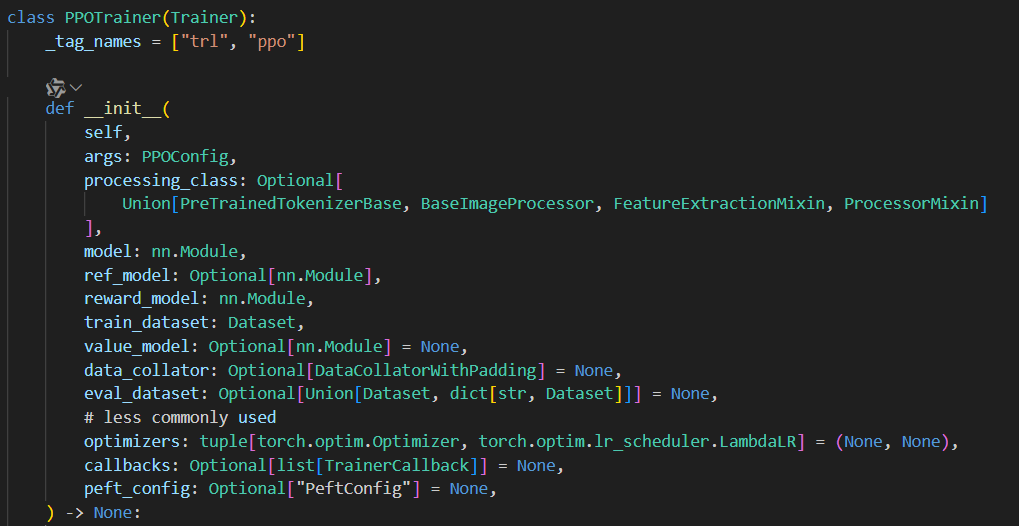 class PPOTrainer(Trainer):
    _tag_names = ["trl", "ppo"]
    def __init__(
        self,
        args: PPOConfig,
        processing_class: Optional[
            Union[PreTrainedTokenizerBase, BaseImageProcessor, FeatureExtractionMixin, ProcessorMixin]
        ],
        model: nn.Module,
        ref_model: Optional[nn.Module],
        reward_model: nn.Module,
        train_dataset: Dataset,
        value_model: Optional[nn.Module] = None,
        data_collator: Optional[DataCollatorWithPadding] = None,
        eval_dataset: Optional[Union[Dataset, dict[str, Dataset]]] = None,
        # less commonly used
        optimizers: tuple[torch.optim.Optimizer, torch.optim.lr_scheduler.LambdaLR] = (None, None),
        callbacks: Optional[list[TrainerCallback]] = None,
        peft_config: Optional["PeftConfig"] = None,
    ) -> None: